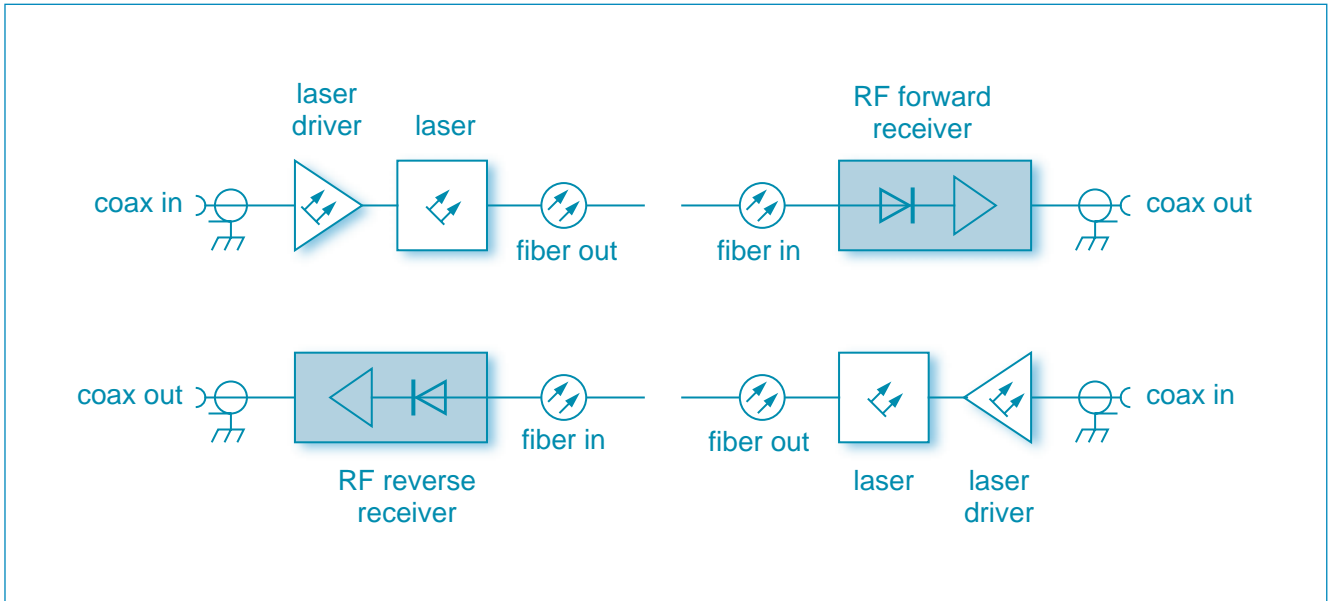 laser
driver
laser
RF forward
receiver
coax in
coax out
fiber out
fiber in
coax out
coax in
fiber in
fiber out
RF reverse
receiver
laser
laser
driver